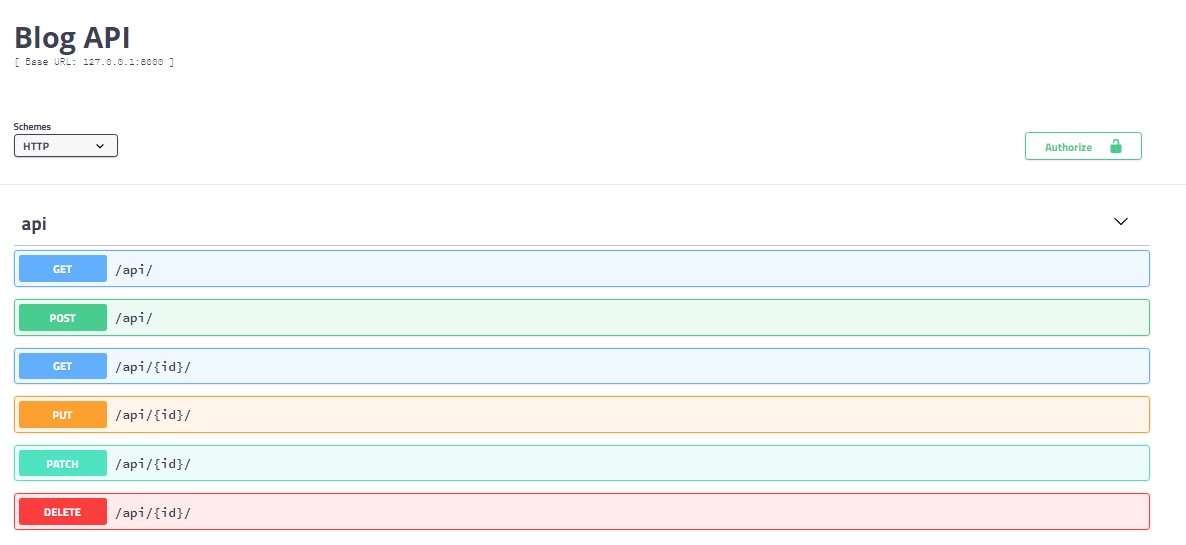 Blog API
[ Base URL: 127.0.0.1:8000 ]
Schemes
HTTP
Authorize
api
GET /api/
POST /api/
GET /api/{id}/
PUT /api/{id}/
PATCH /api/{id}/
DELETE /api/{id}/